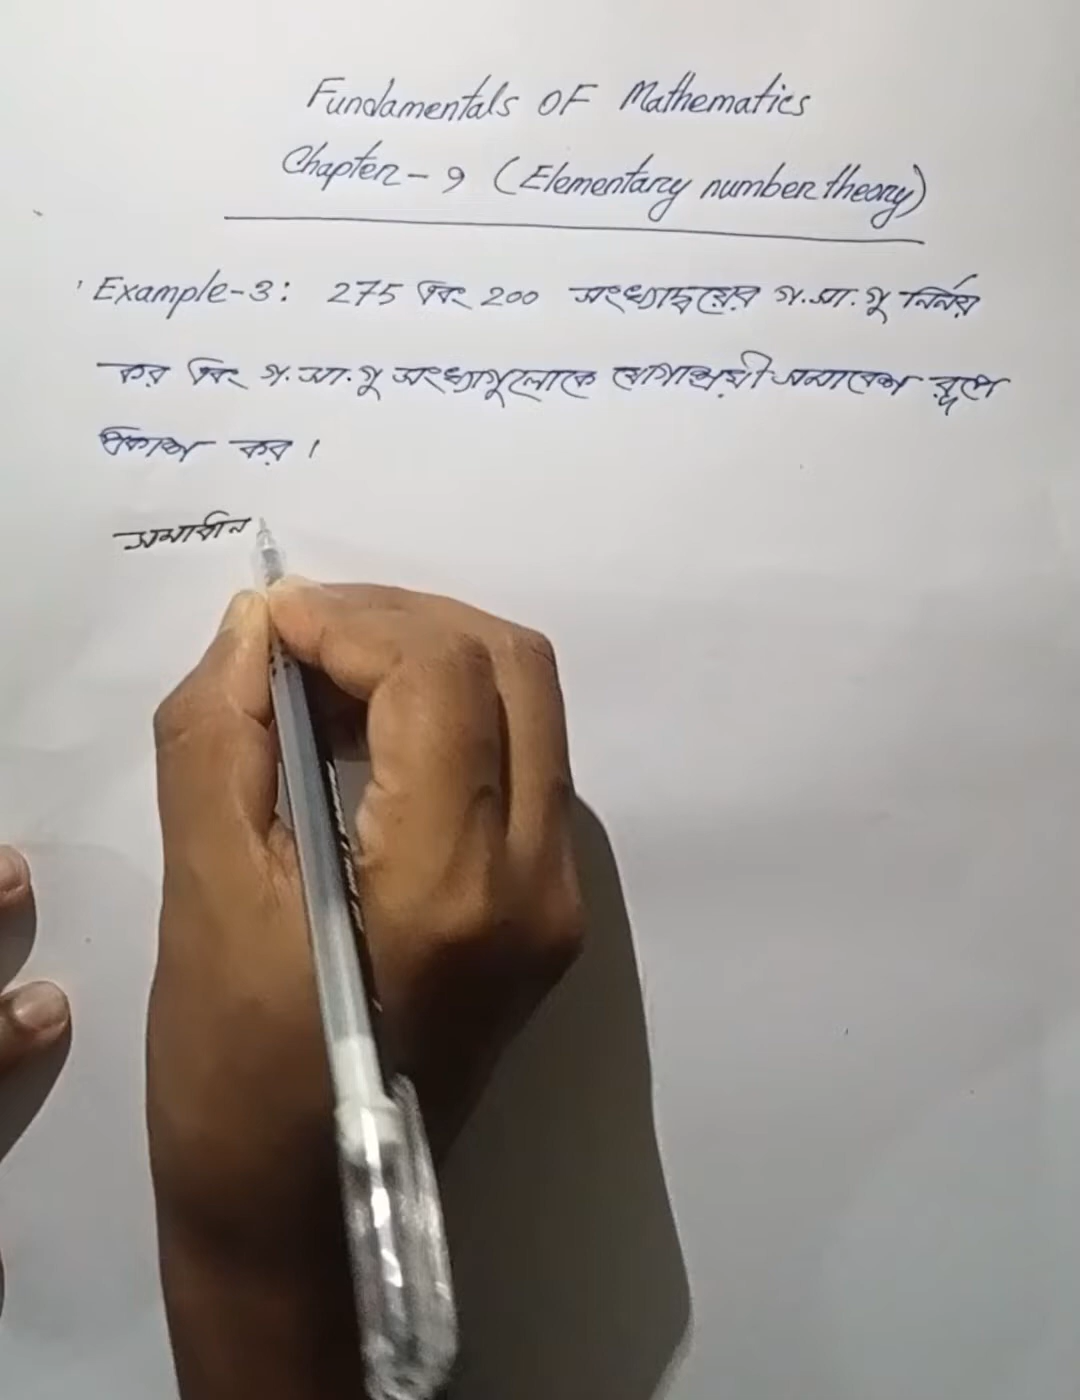 Fundamentals OF Mathematics
Chapter-9 (Elementary number theory)
Example-3: 275 এবং 200 সংখ্যাদ্বয়ের গ.সা.গু নির্নয়
কর এবং গ.সা.গু সংখ্যাগুলোকে যোগাশ্রয়ী সমাবেশ রূপে
প্রকাশ কর।
সমাধান